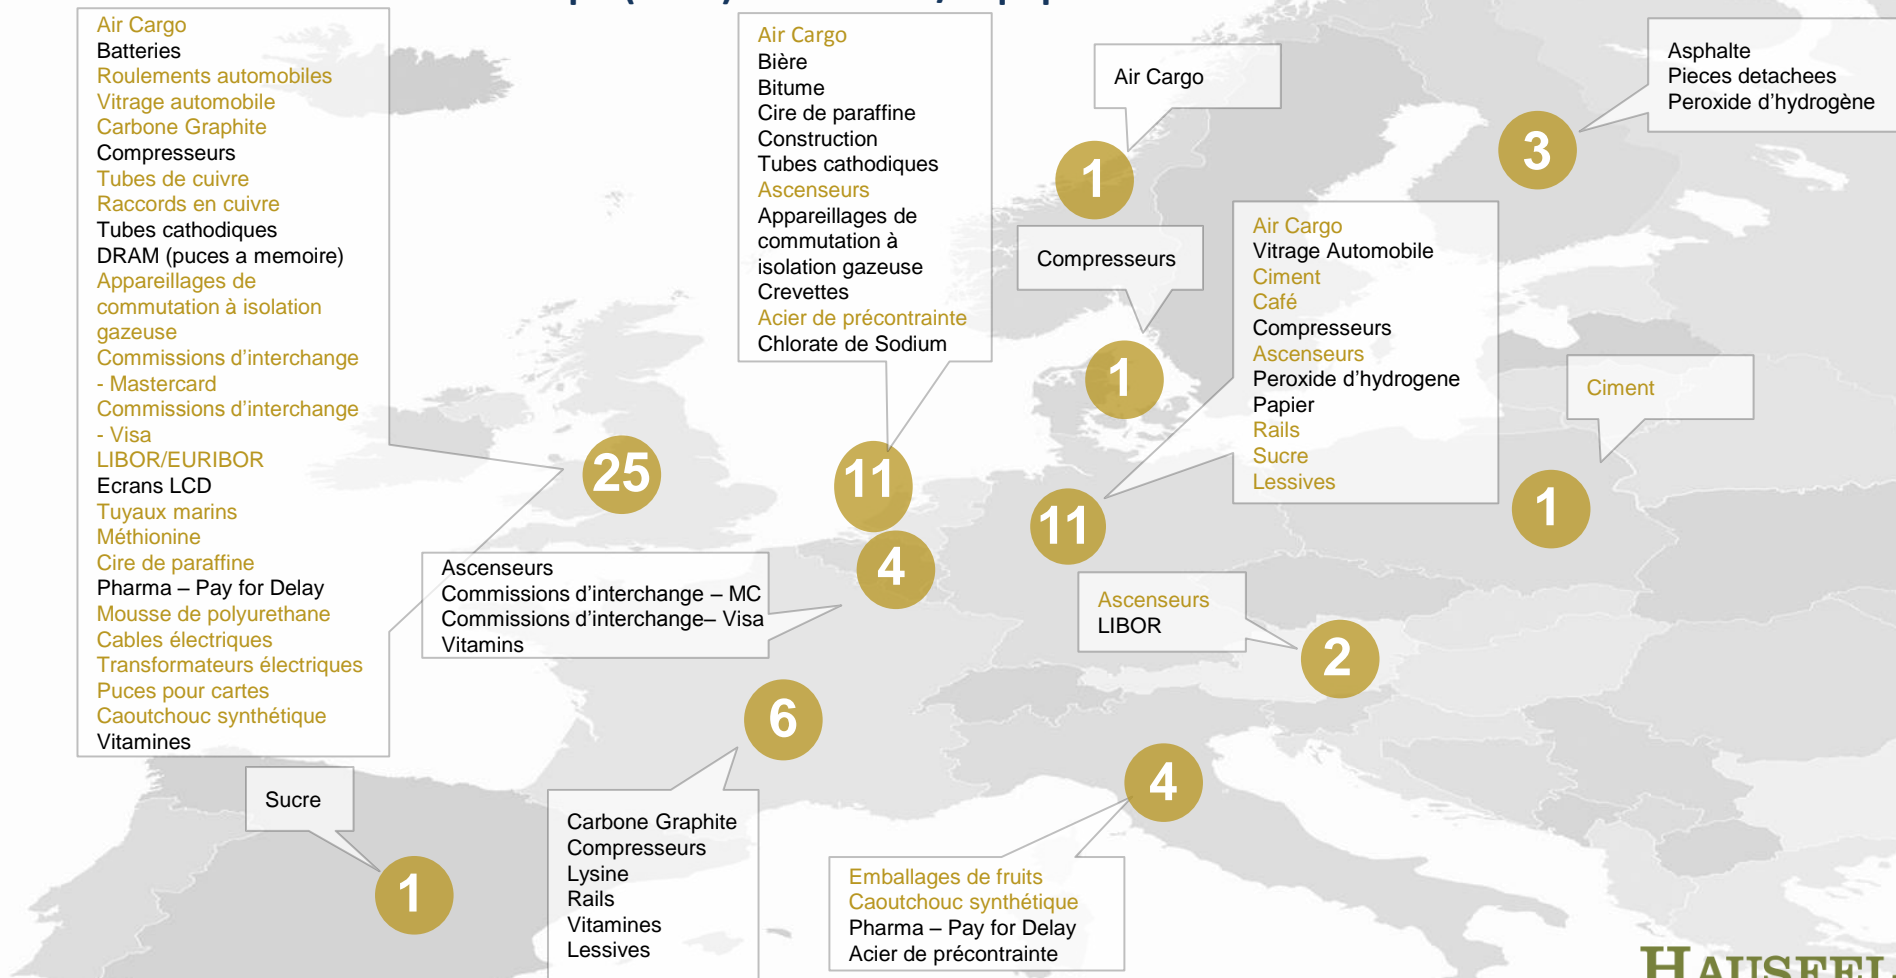 Air Cargo
Batteries
Roulements automobiles
Vitrage automobile
Carbone Graphite
Compresseurs
Tubes de cuivre
Raccords en cuivre
Tubes cathodiques
DRAM (puces a memoire)
Appareillages de
commutation à isolation
gazeuse
Commissions d'interchange
- Mastercard
Commissions d'interchange
- Visa
LIBOR/EURIBOR
Ecrans LCD
Tuyaux marins
Méthionine
Cire de paraffine
Pharma – Pay for Delay
Mousse de polyurethane
Cables électriques
Transformateurs électriques
Puces pour cartes
Caoutchouc synthétique
Vitamines
25
Air Cargo
Bière
Bitume
Cire de paraffine
Construction
Tubes cathodiques
Ascenseurs
Appareillages de
commutation à
isolation gazeuse
Crevettes
Acier de précontrainte
Chlorate de Sodium
11
Air Cargo
1
Compresseurs
1
Asphalte
Pieces detachees
Peroxide d'hydrogène
3
Air Cargo
Vitrage Automobile
Ciment
Café
Compresseurs
Ascenseurs
Peroxide d'hydrogene
Papier
Rails
Sucre
Lessives
11
Ciment
1
Ascenseurs
Commissions d'interchange – MC
Commissions d'interchange– Visa
Vitamins
4
Ascenseurs
LIBOR
2
6
Carbone Graphite
Compresseurs
Lysine
Rails
Vitamines
Lessives
Sucre
1
4
Emballages de fruits
Caoutchouc synthétique
Pharma – Pay for Delay
Acier de précontrainte